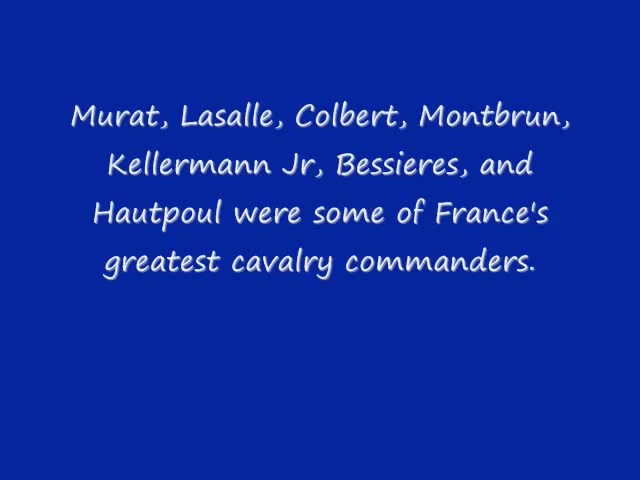 Murat, Lasalle, Colbert, Montbrun,
Kellermann Jr, Bessieres, and
Hautpoul were some of France's
greatest cavalry commanders.